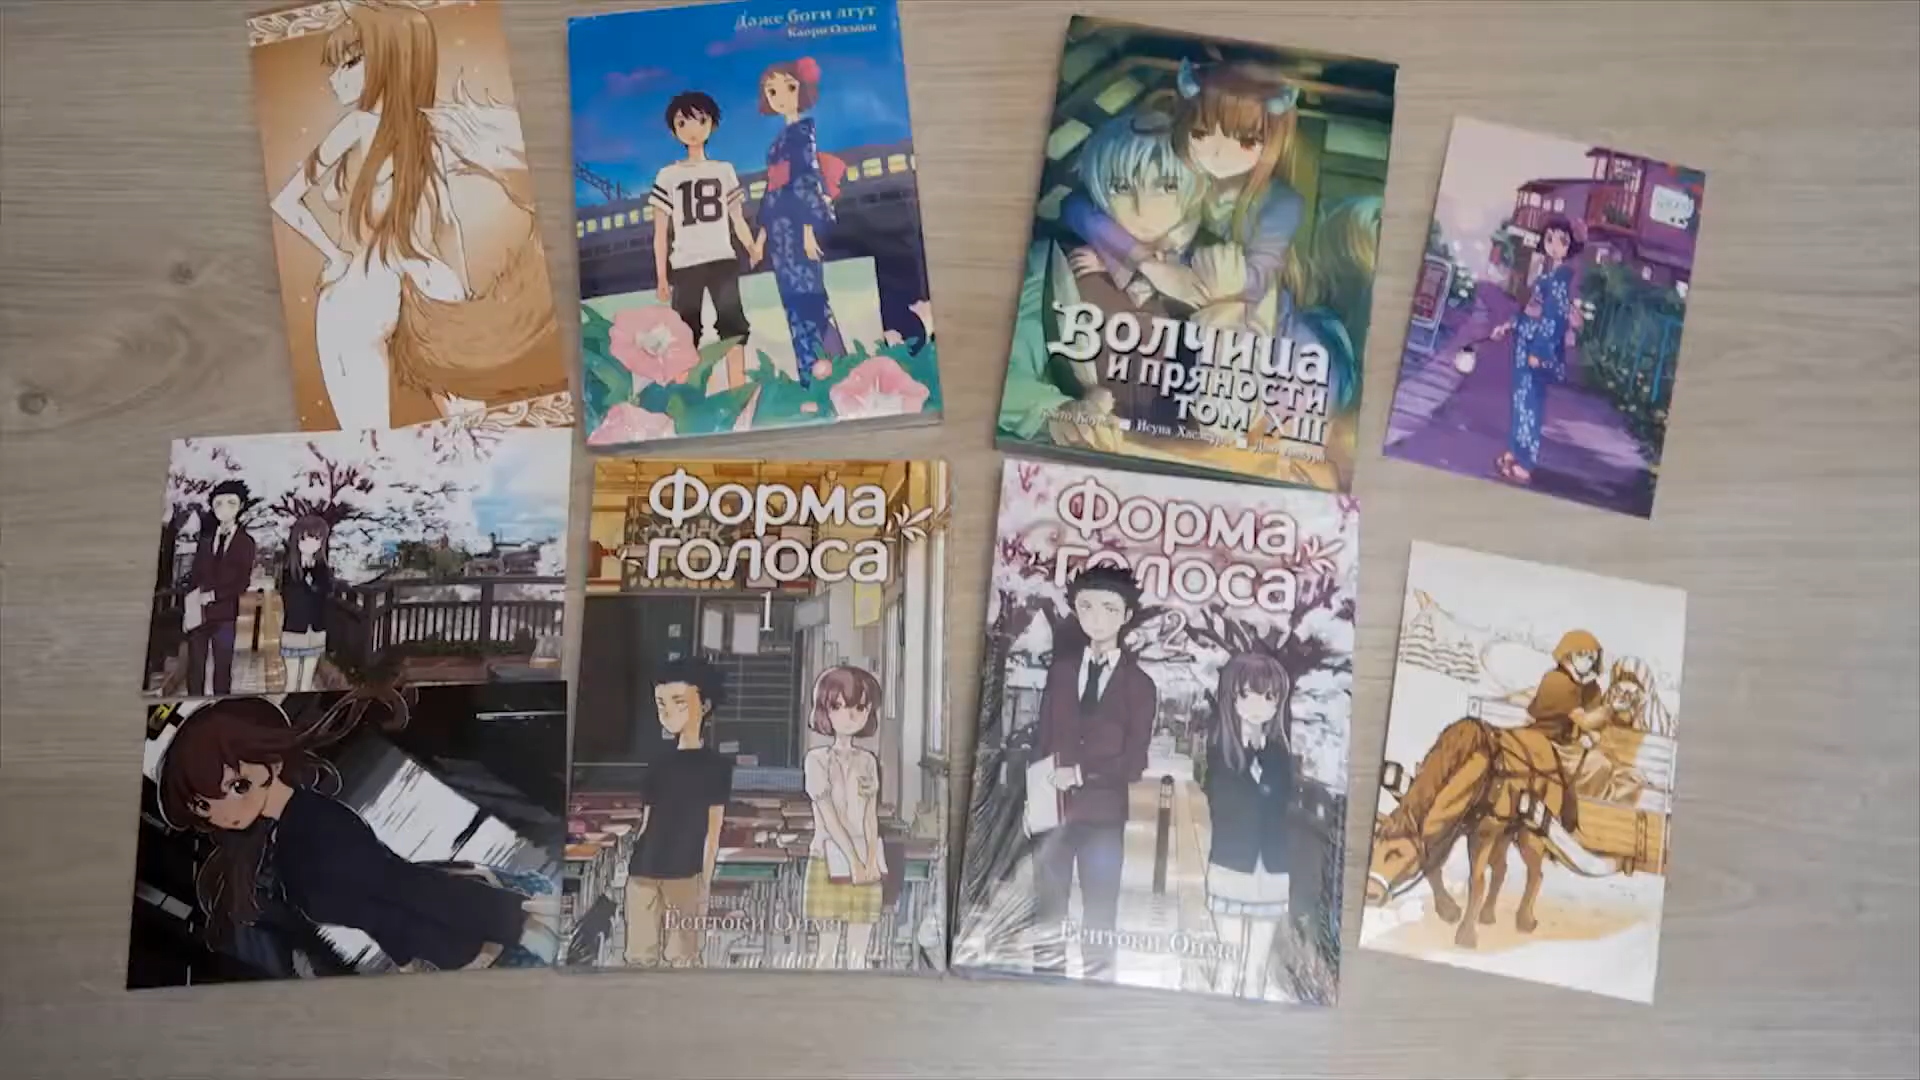 Даже боги лгут
Каори Озаки
18
Волчица
и пряности
том XIII
Форма
голоса
1
Ёситоки Оима
Форма
голоса
2
Ёситоки Оима